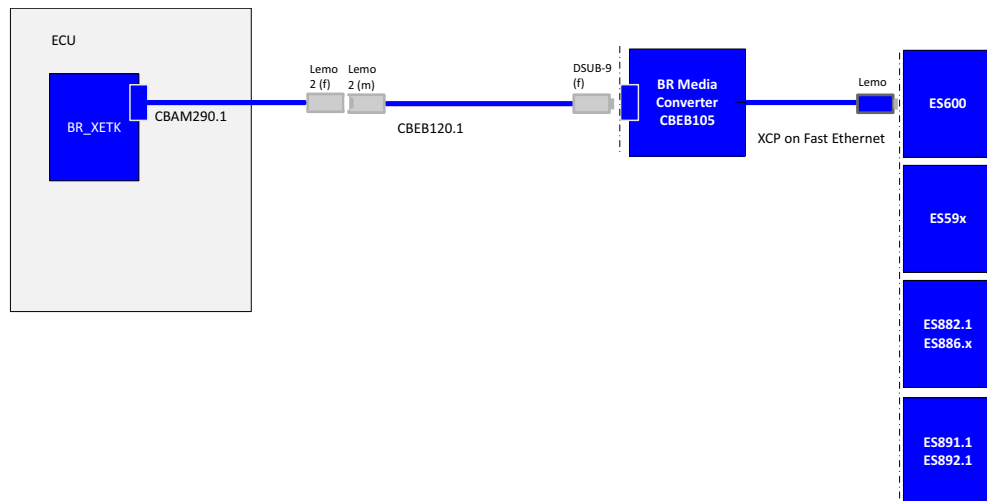 ECU
BR_XETK
CBAM290.1
Lemo
2 (f)
Lemo
2 (m)
CBEB120.1
DSUB-9
(f)
BR Media
Converter
CBEB105
XCP on Fast Ethernet
Lemo
ES600
ES59x
ES882.1
ES886.x
ES891.1
ES892.1